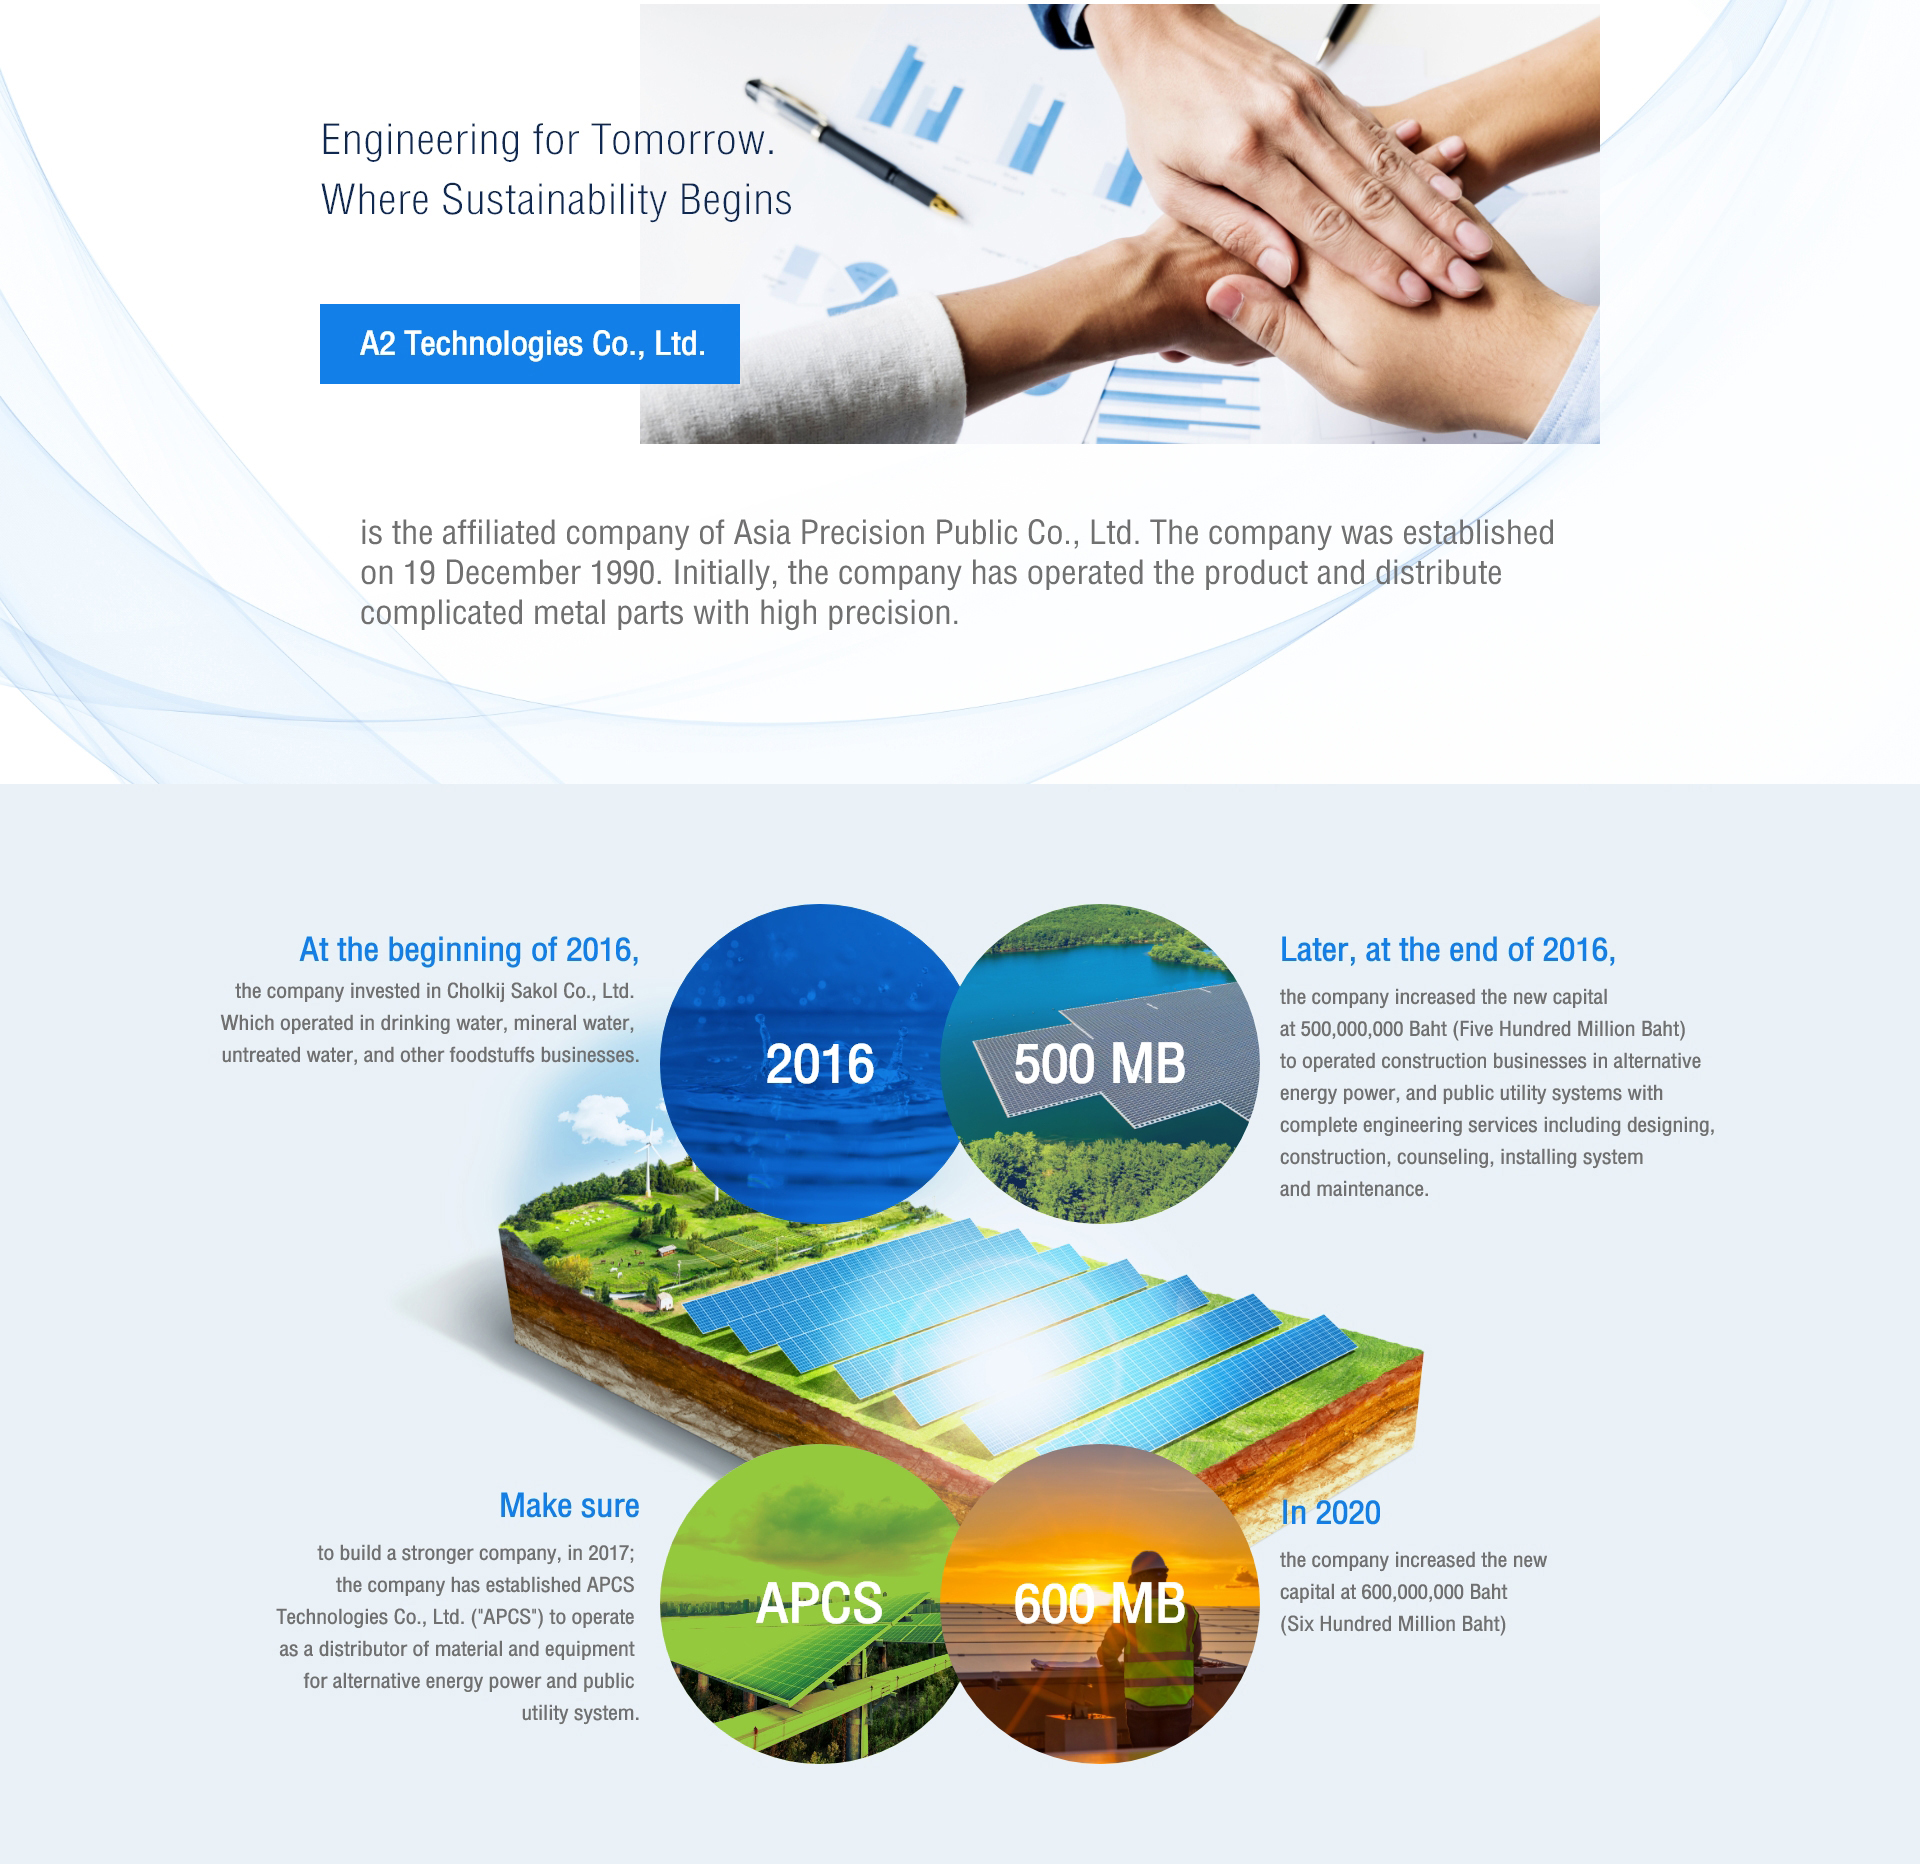 Engineering for Tomorrow.
Where Sustainability Begins
A2 Technologies Co., Ltd.
is the affiliated company of Asia Precision Public Co., Ltd. The company was established
on 19 December 1990. Initially, the company has operated the product and distribute
complicated metal parts with high precision.
At the beginning of 2016,
the company invested in Cholkij Sakol Co., Ltd.
Which operated in drinking water, mineral water,
untreated water, and other foodstuffs businesses.
2016
500 MB
Later, at the end of 2016,
the company increased the new capital
at 500,000,000 Baht (Five Hundred Million Baht)
to operated construction businesses in alternative
energy power, and public utility systems with
complete engineering services including designing,
construction, counseling, installing system
and maintenance.
Make sure
to build a stronger company, in 2017;
the company has established APCS
Technologies Co., Ltd. ("APCS") to operate
as a distributor of material and equipment
for alternative energy power and public
utility system.
APCS
600 MB
In 2020
the company increased the new
capital at 600,000,000 Baht
(Six Hundred Million Baht)